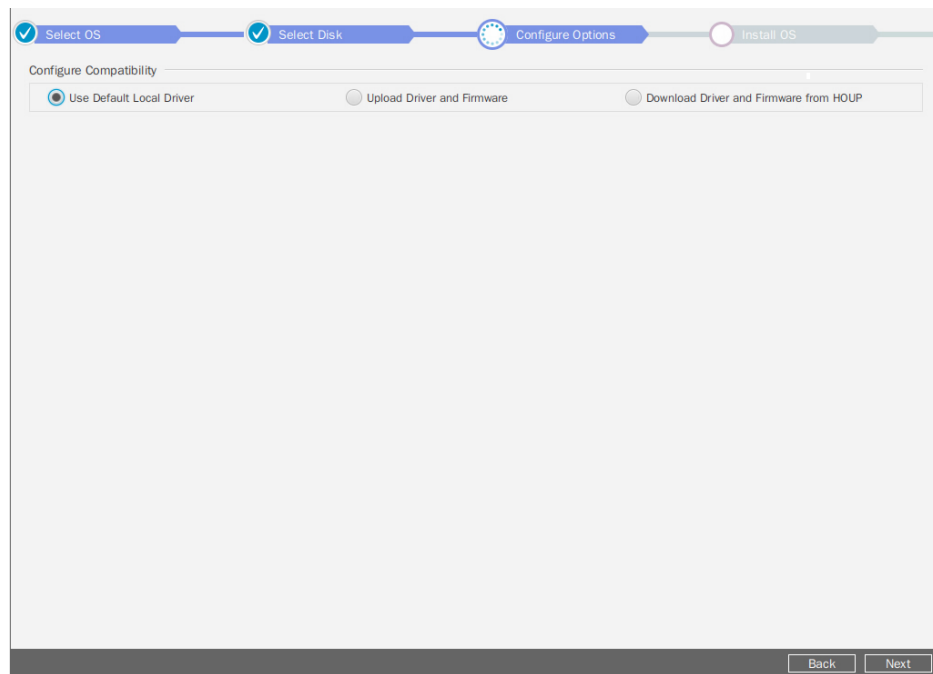 Select OS
Select Disk
Configure Options
Install OS
Configure Compatibility
Use Default Local Driver
Upload Driver and Firmware
Download Driver and Firmware from HOUP
Back
Next